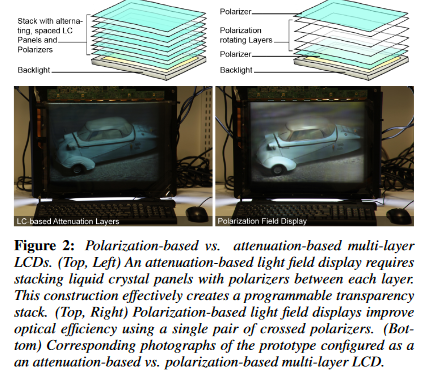 Stack with alterna-
ting, spaced LC
Panels and
Polarizers
Backlight
Polarizer
Polarization
rotating Layers
Polarizer
Backlight
LC-based Attenuation Layers
Polarization Field Display
Figure 2: Polarization-based vs. attenuation-based multi-layer
LCDs. (Top, Left) An attenuation-based light field display requires
stacking liquid crystal panels with polarizers between each layer.
This construction effectively creates a programmable transparency
stack. (Top, Right) Polarization-based light field displays improve
optical efficiency using a single pair of crossed polarizers. (Bot-
tom) Corresponding photographs of the prototype configured as a
an attenuation-based vs. polarization-based multi-layer LCD.